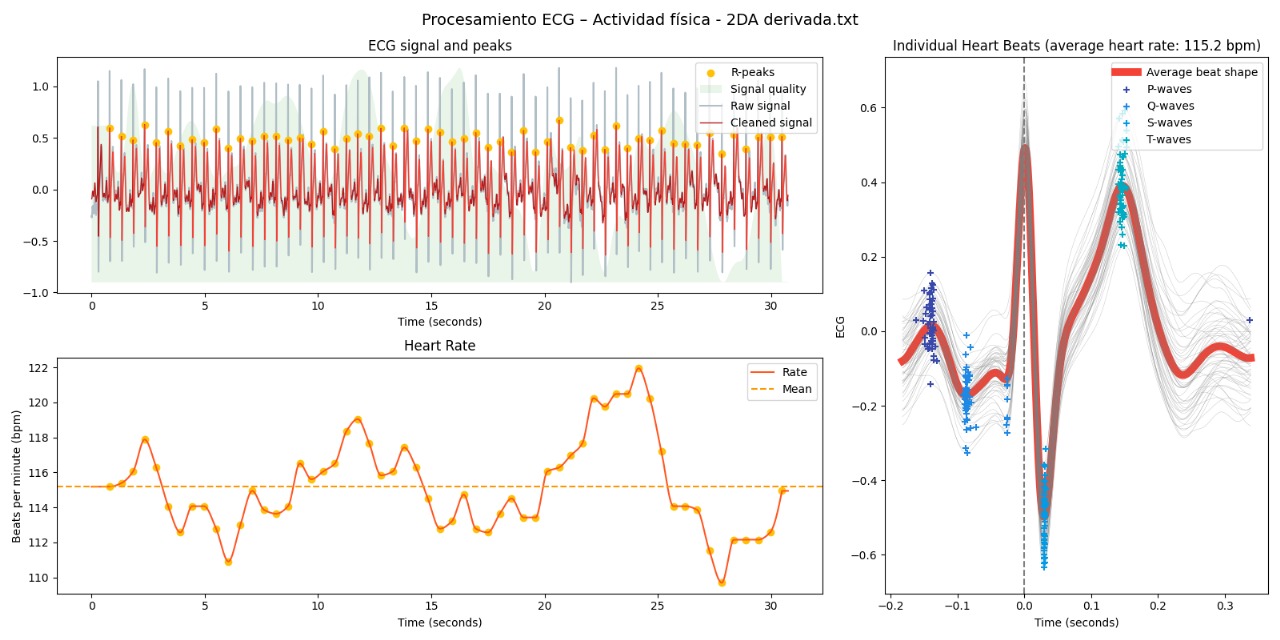 Procesamiento ECG – Actividad física - 2DA derivada.txt
ECG signal and peaks
R-peaks
Signal quality
Raw signal
Cleaned signal
1.0
0.5
0.0
−0.5
−1.0
0 5 10 15 20 25 30
Time (seconds)
Heart Rate
Rate
Mean
Beats per minute (bpm)
122
120
118
116
114
112
110
0 5 10 15 20 25 30
Time (seconds)
Individual Heart Beats (average heart rate: 115.2 bpm)
Average beat shape
P-waves
Q-waves
S-waves
T-waves
ECG
0.6
0.4
0.2
0.0
−0.2
−0.4
−0.6
−0.2 −0.1 0.0 0.1 0.2 0.3
Time (seconds)